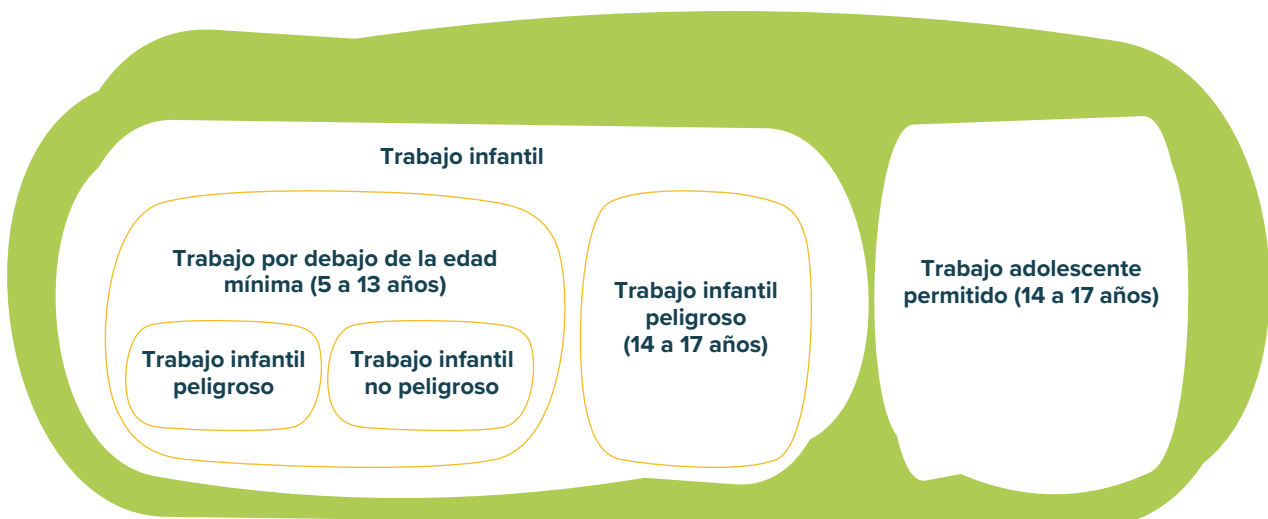 Trabajo infantil
Trabajo por debajo de la edad
mínima (5 a 13 años)
Trabajo infantil
peligroso
Trabajo infantil
no peligroso
Trabajo infantil
peligroso
(14 a 17 años)
Trabajo adolescente
permitido (14 a 17 años)